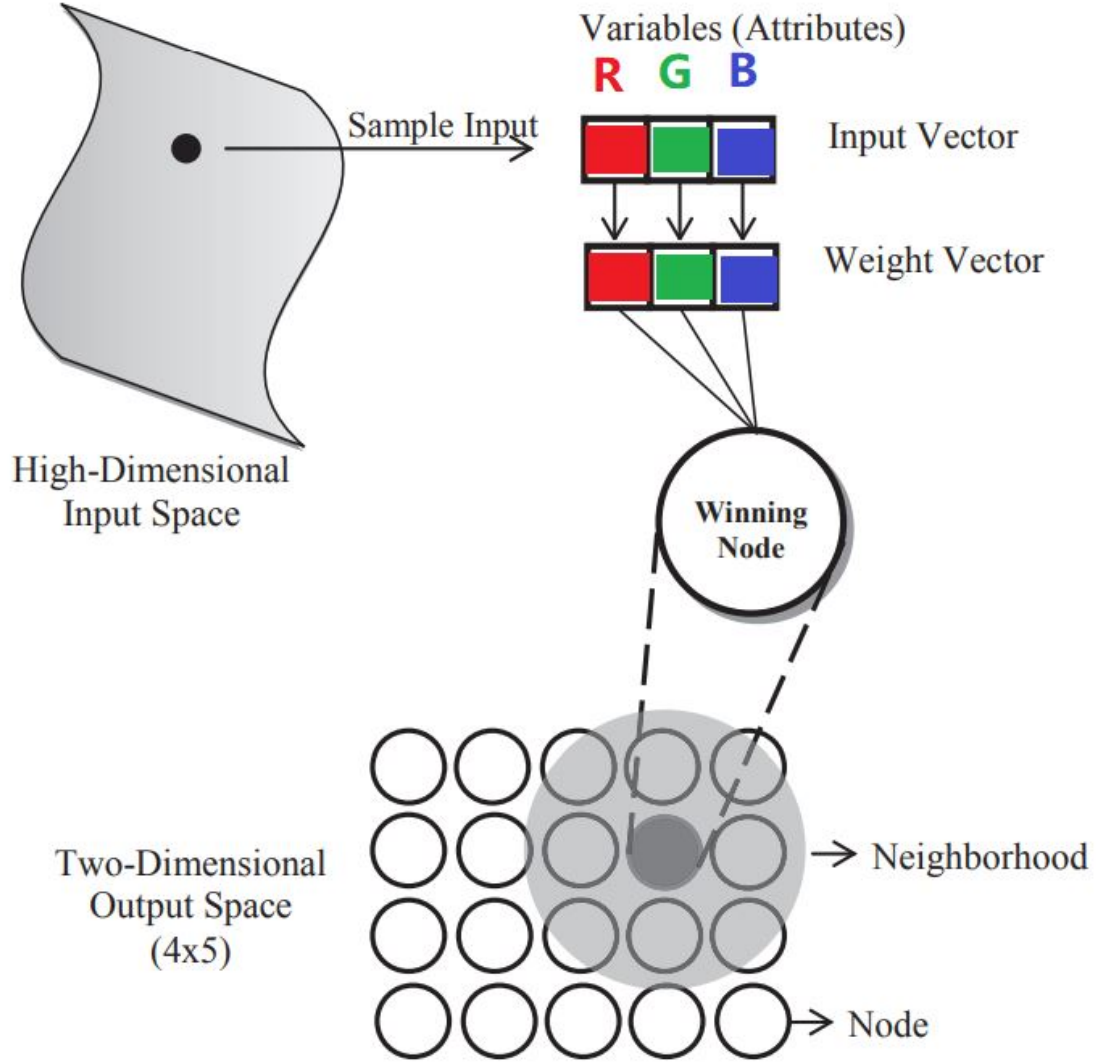 Variables (Attributes)
R G B
Sample Input
Input Vector
Weight Vector
High-Dimensional
Input Space
Winning
Node
Two-Dimensional
Output Space
(4x5)
Neighborhood
Node